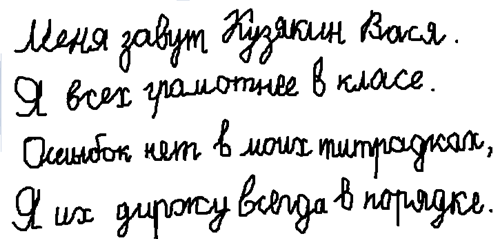 Меня завут Кузякин Вася.
Я всех грамотнее в класе.
Ошибок нет в моих титрадках,
Я их диржу всегда в порядке.